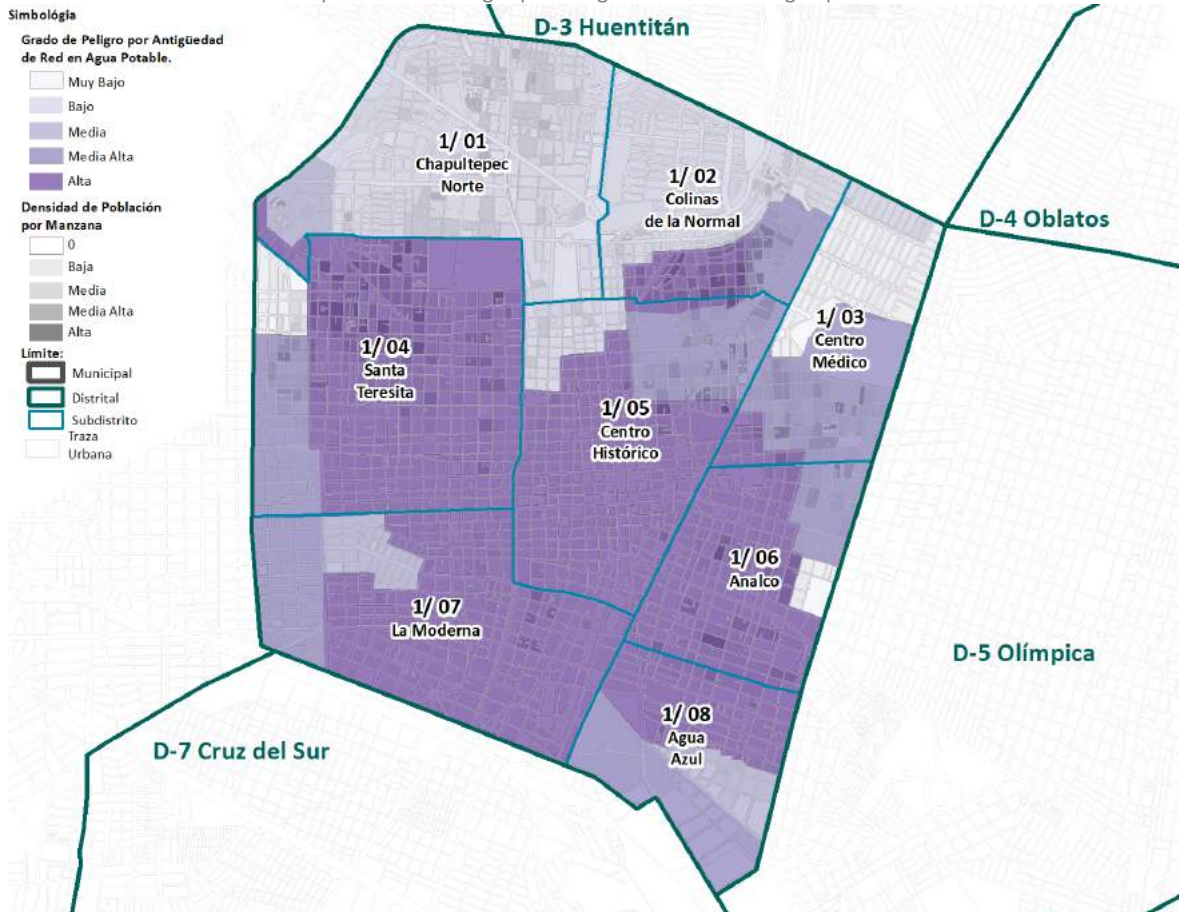 Simbológia
Grado de Peligro por Antigüedad
de Red en Agua Potable.
Muy Bajo
Bajo
Media
Media Alta
Alta
Densidad de Población
por Manzana
0
Baja
Media
Media Alta
Alta
Límite:
Municipal
Distrital
Subdistrito
Traza
Urbana
D-3 Huentitán
1/ 01
Chapultepec
Norte
1/ 02
Colinas
de la Normal
D-4 Oblatos
1/ 03
Centro
Médico
1/ 04
Santa
Teresita
1/ 05
Centro
Histórico
1/ 06
Analco
1/ 07
La Moderna
D-5 Olímpica
1/ 08
Agua
Azul
D-7 Cruz del Sur